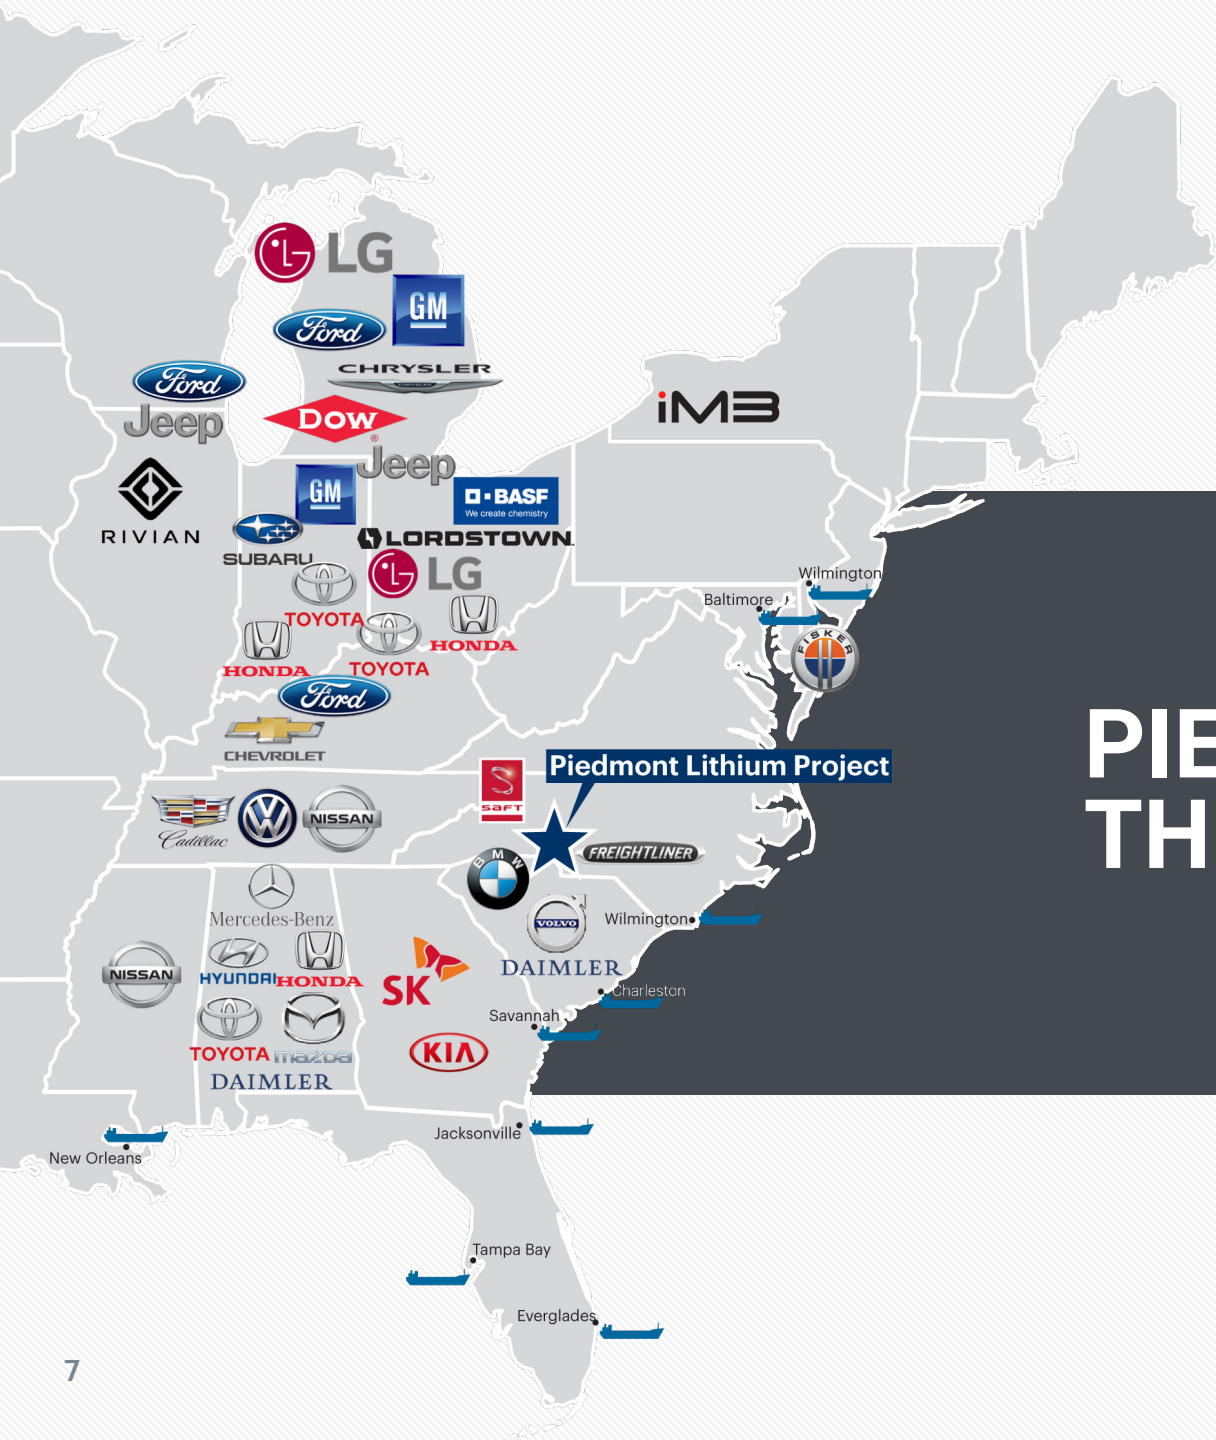 LG
GM
Ford
CHRYSLER
CHRYSLER
Ford
Jeep
Dow
®
iM3
Jeep
RIVIAN
GM
BASF
We create chemistry
SUBARU
LORDSTOWN
LG
TOYOTA
HONDA
TOYOTA
HONDA
Ford
CHEVROLET
Wilmington
Baltimore
FISKER
PIE
TH
Piedmont Lithium Project
SAFT
Cadillac
VW
NISSAN
BMW
FREIGHTLINER
Mercedes-Benz
VOLVO
Wilmington
DAIMLER
NISSAN
HYUNDAI
HONDA
SK
Charleston
Savannah
TOYOTA
mazda
KIA
DAIMLER
Jacksonville
New Orleans
Tampa Bay
Everglades
7